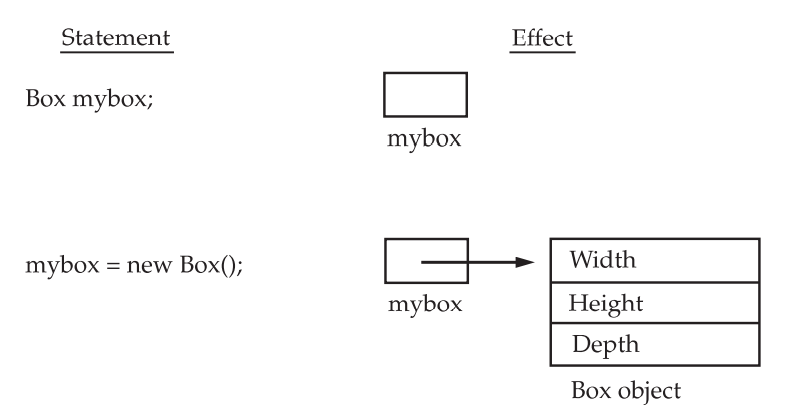 Statement Effect
Box mybox;
mybox
mybox = new Box();
mybox
Width
Height
Depth
Box object